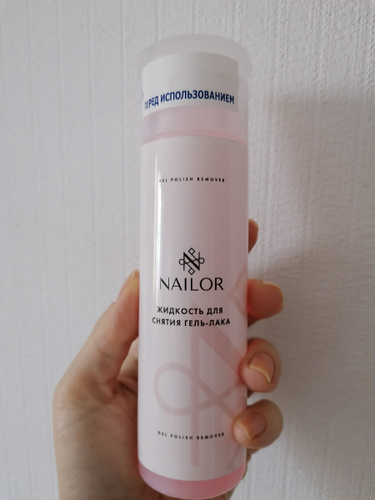 ПЕРЕД ИСПОЛЬЗОВАНИЕМ
GEL POLISH REMOVER
NAILOR
ЖИДКОСТЬ ДЛЯ
СНЯТИЯ ГЕЛЬ-ЛАКА
GEL POLISH REMOVER